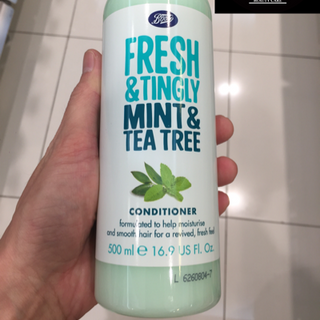 Boots
FRESH
& TINGLY
MINT &
TEA TREE
CONDITIONER
formulated to help moisturise
and smooth hair for a revived, fresh feel
500 ml e 16.9 US Fl. Oz.